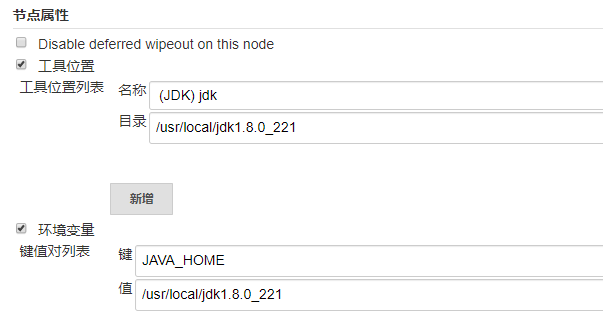 节点属性
Disable deferred wipeout on this node
工具位置
工具位置列表
名称
(JDK) jdk
目录
/usr/local/jdk1.8.0_221
新增
环境变量
键值对列表
键
JAVA_HOME
值
/usr/local/jdk1.8.0_221